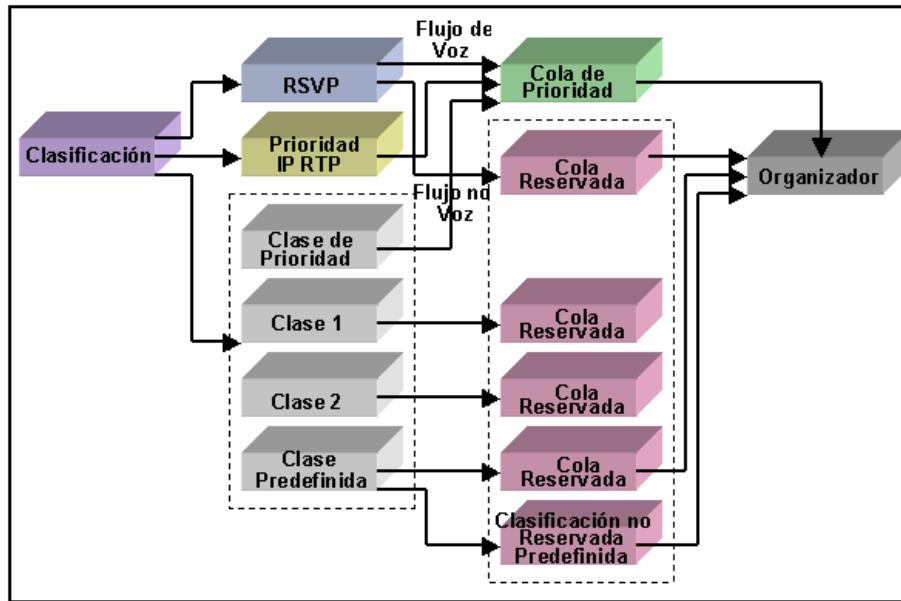 Flujo de
Voz
RSVP
Cola de
Prioridad
Clasificación
Prioridad
IP RTP
Cola
Reservada
Organizador
Flujo no
Voz
Clase de
Prioridad
Clase 1
Cola
Reservada
Clase 2
Cola
Reservada
Clase
Predefinida
Cola
Reservada
Clasificación no
Reservada
Predefinida